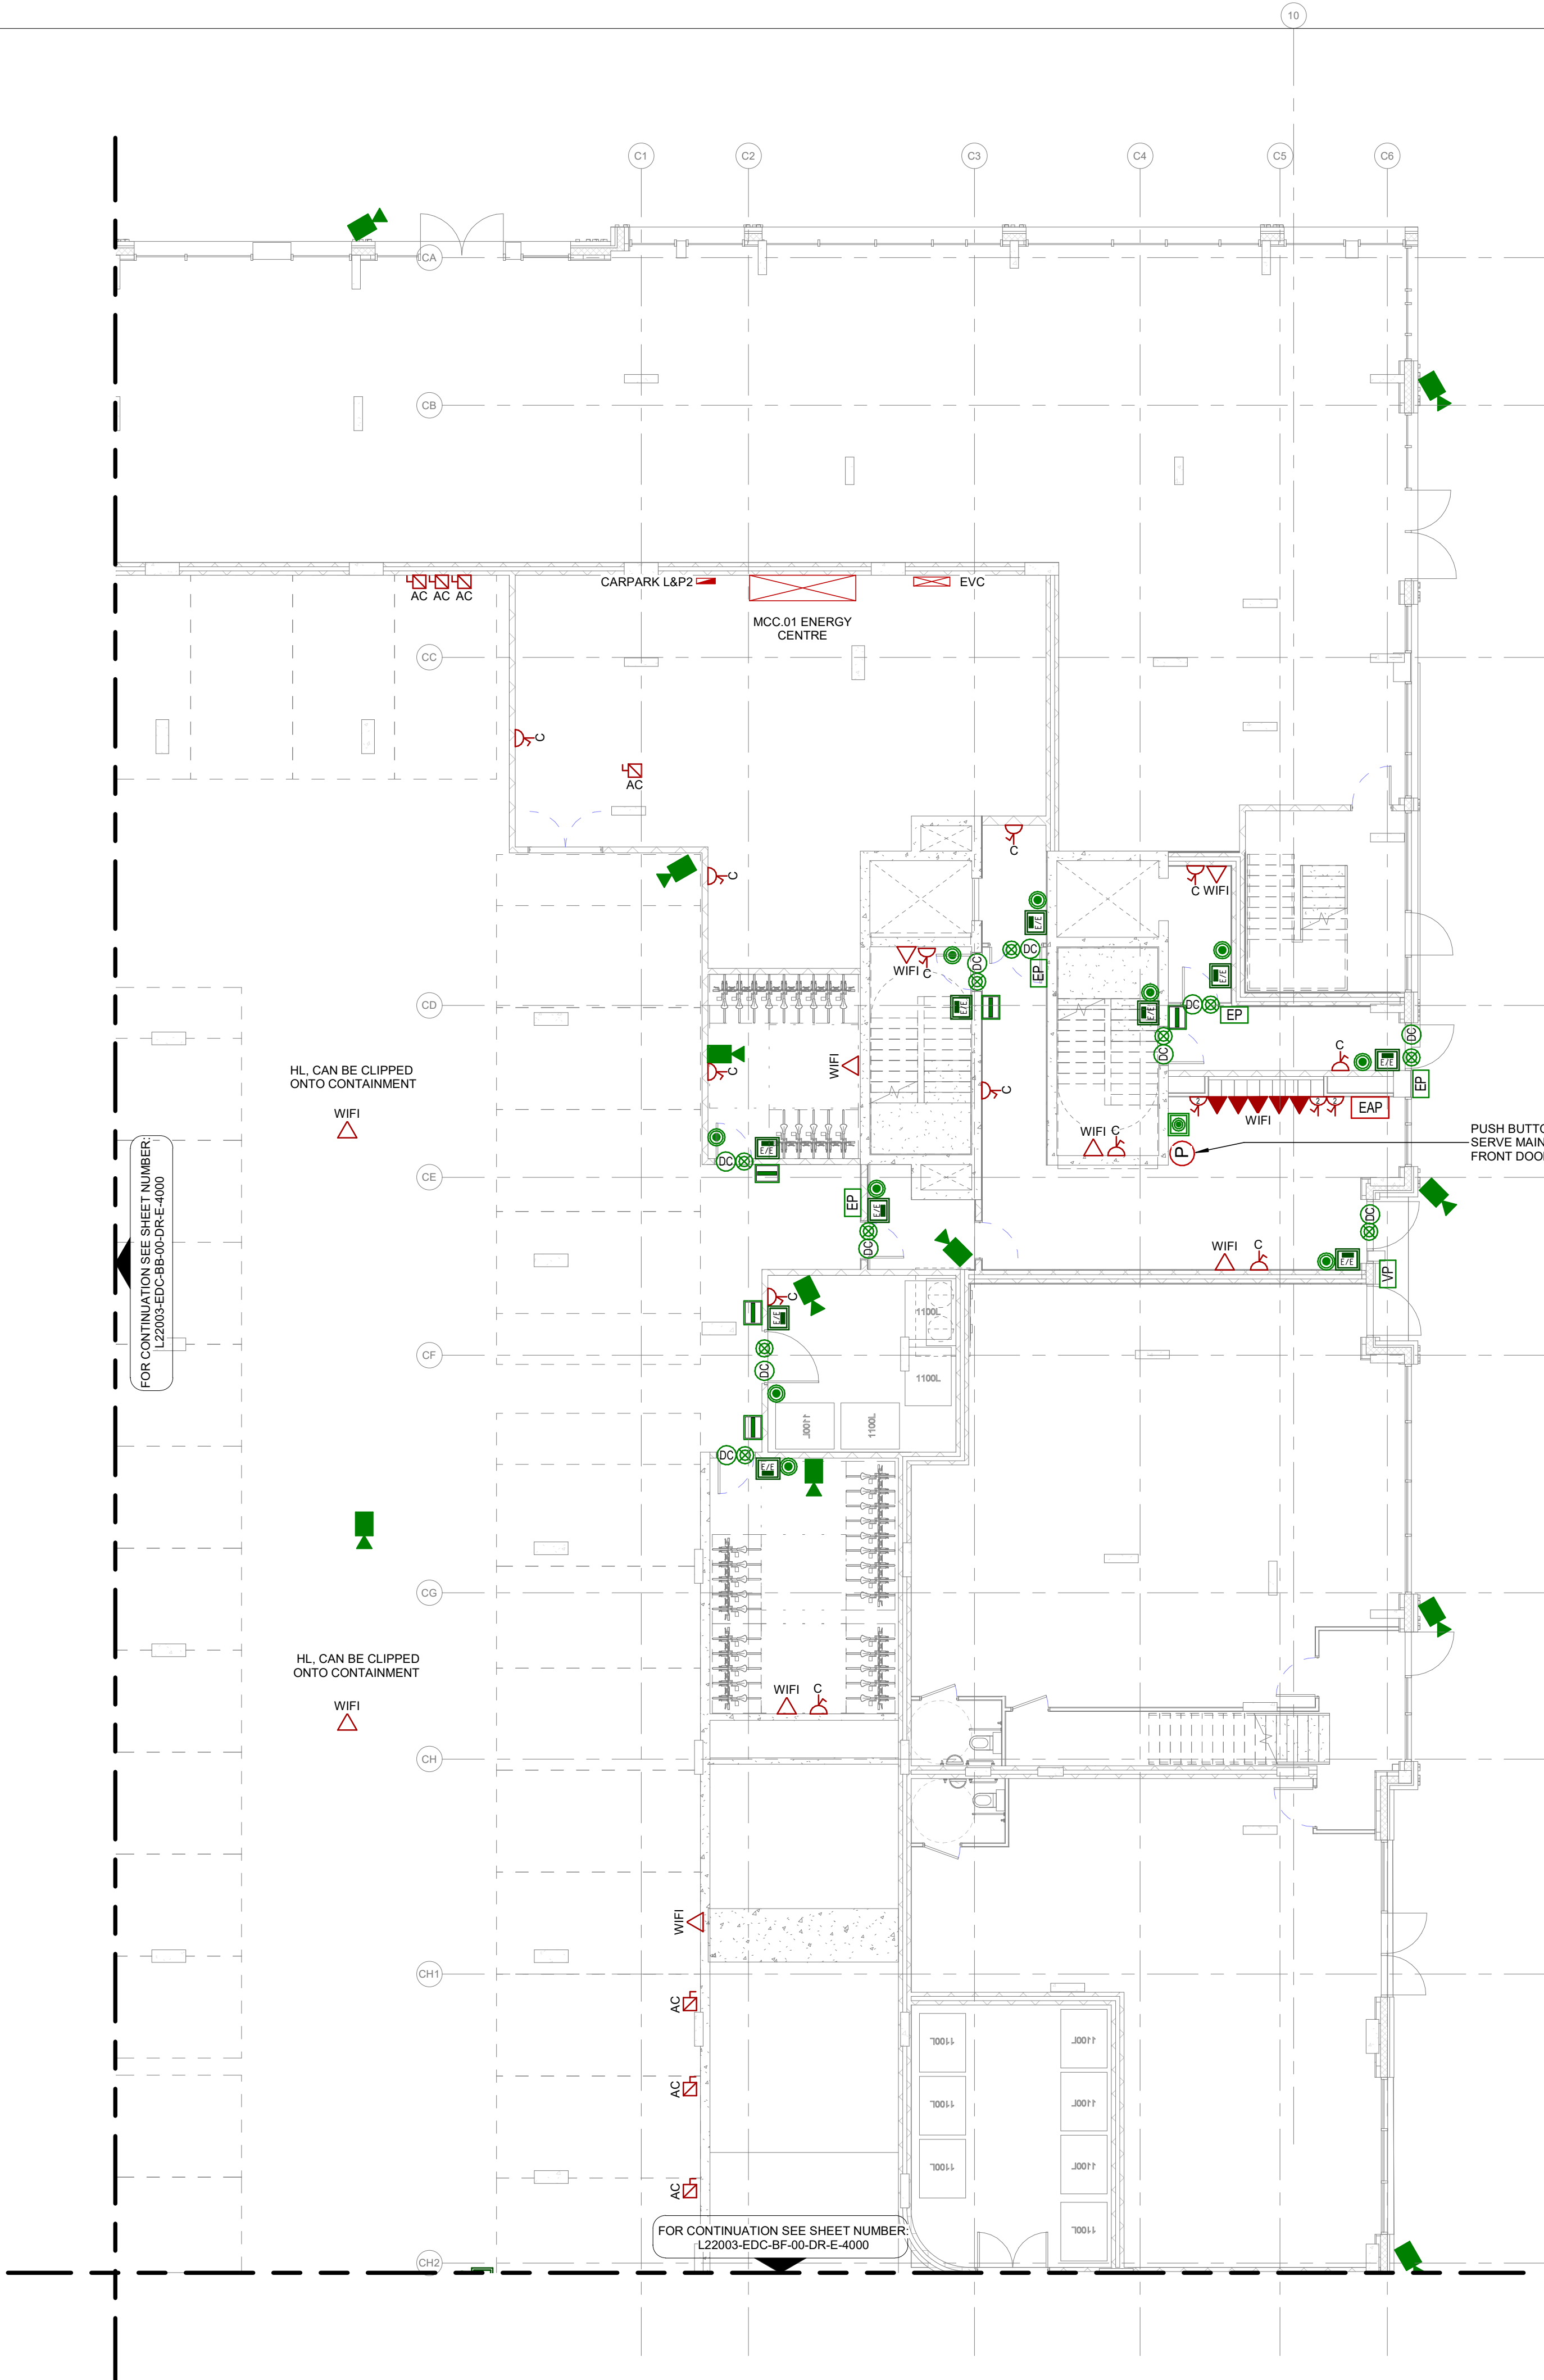 10
C1
C2
C3
C4
C5
C6
CA
CB
CARPARK L&P2
EVC
AC AC AC
MCC.01 ENERGY
CENTRE
CC
C
AC
C
C
C WIFI
DC
DC
WIFI C
EP
E/E
E/E
E/E
E/E
CD
DC
EP
DC
C
DC
E/E
EP
WIFI
C
C
HL, CAN BE CLIPPED
ONTO CONTAINMENT
WIFI
2
2
2
EAP
WIFI
PUSH BUTTO
SERVE MAIN
FRONT DOOR
WIFI C
P
E/E
DC
CE
EP
E/E
DC
DC
WIFI
C
E/E
VP
FOR CONTINUATION SEE SHEET NUMBER:
L22003-EDC-BB-00-DR-E-4000
C
E/E
1100L
CF
DC
1100L
1100L
1100L
DC
E/E
CG
HL, CAN BE CLIPPED
ONTO CONTAINMENT
WIFI
WIFI
C
CH
WIFI
CH1
AC
1100L
1100L
AC
1100L
1100L
1100L
1100L
AC
1100L
FOR CONTINUATION SEE SHEET NUMBER:
L22003-EDC-BF-00-DR-E-4000
CH2